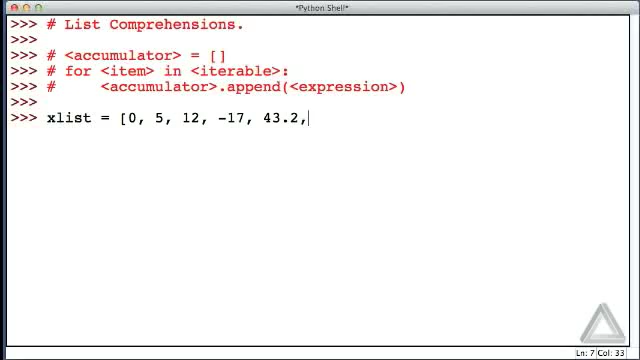 *Python Shell*
>>> # List Comprehensions.
>>>
>>> # <accumulator> = []
>>> # for <item> in <iterable>:
>>> #     <accumulator>.append(<expression>)
>>>
>>> xlist = [0, 5, 12, -17, 43.2,
Ln: 7 Col: 33